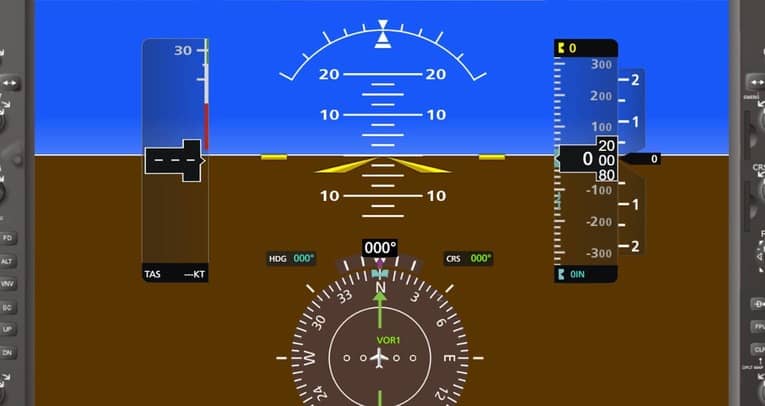 0
30
20 20
10 10
10 10
300
200
100
0
20
00
80
-100
-200
-300
2
1
0
1
2
- - -
TAS ---KT
0IN
HDG 000°
000°
CRS 000°
N
33
3
30
6
W
E
24
12
VOR1
FD
ALT
VNV
UP
DN
CRS